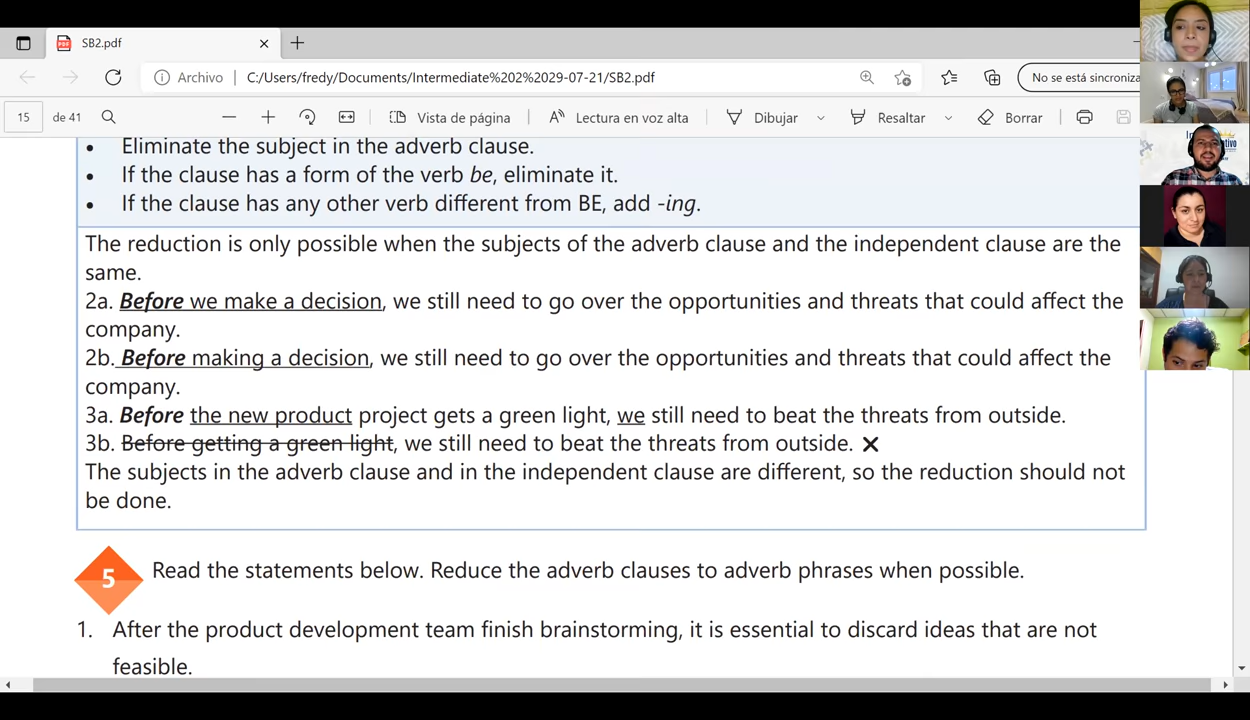 SB2.pdf
Archivo
C:/Users/fredy/Documents/Intermediate%202%2029-07-21/SB2.pdf
No se está sincroniza
15 de 41
Vista de página
Lectura en voz alta
Dibujar
Resaltar
Borrar
• Eliminate the subject in the adverb clause.
• If the clause has a form of the verb be, eliminate it.
• If the clause has any other verb different from BE, add -ing.
The reduction is only possible when the subjects of the adverb clause and the independent clause are the
same.
2a. Before we make a decision, we still need to go over the opportunities and threats that could affect the
company.
2b. Before making a decision, we still need to go over the opportunities and threats that could affect the
company.
3a. Before the new product project gets a green light, we still need to beat the threats from outside.
3b. Before getting a green light, we still need to beat the threats from outside. ✕
The subjects in the adverb clause and in the independent clause are different, so the reduction should not
be done.
5 Read the statements below. Reduce the adverb clauses to adverb phrases when possible.
1. After the product development team finish brainstorming, it is essential to discard ideas that are not
feasible.